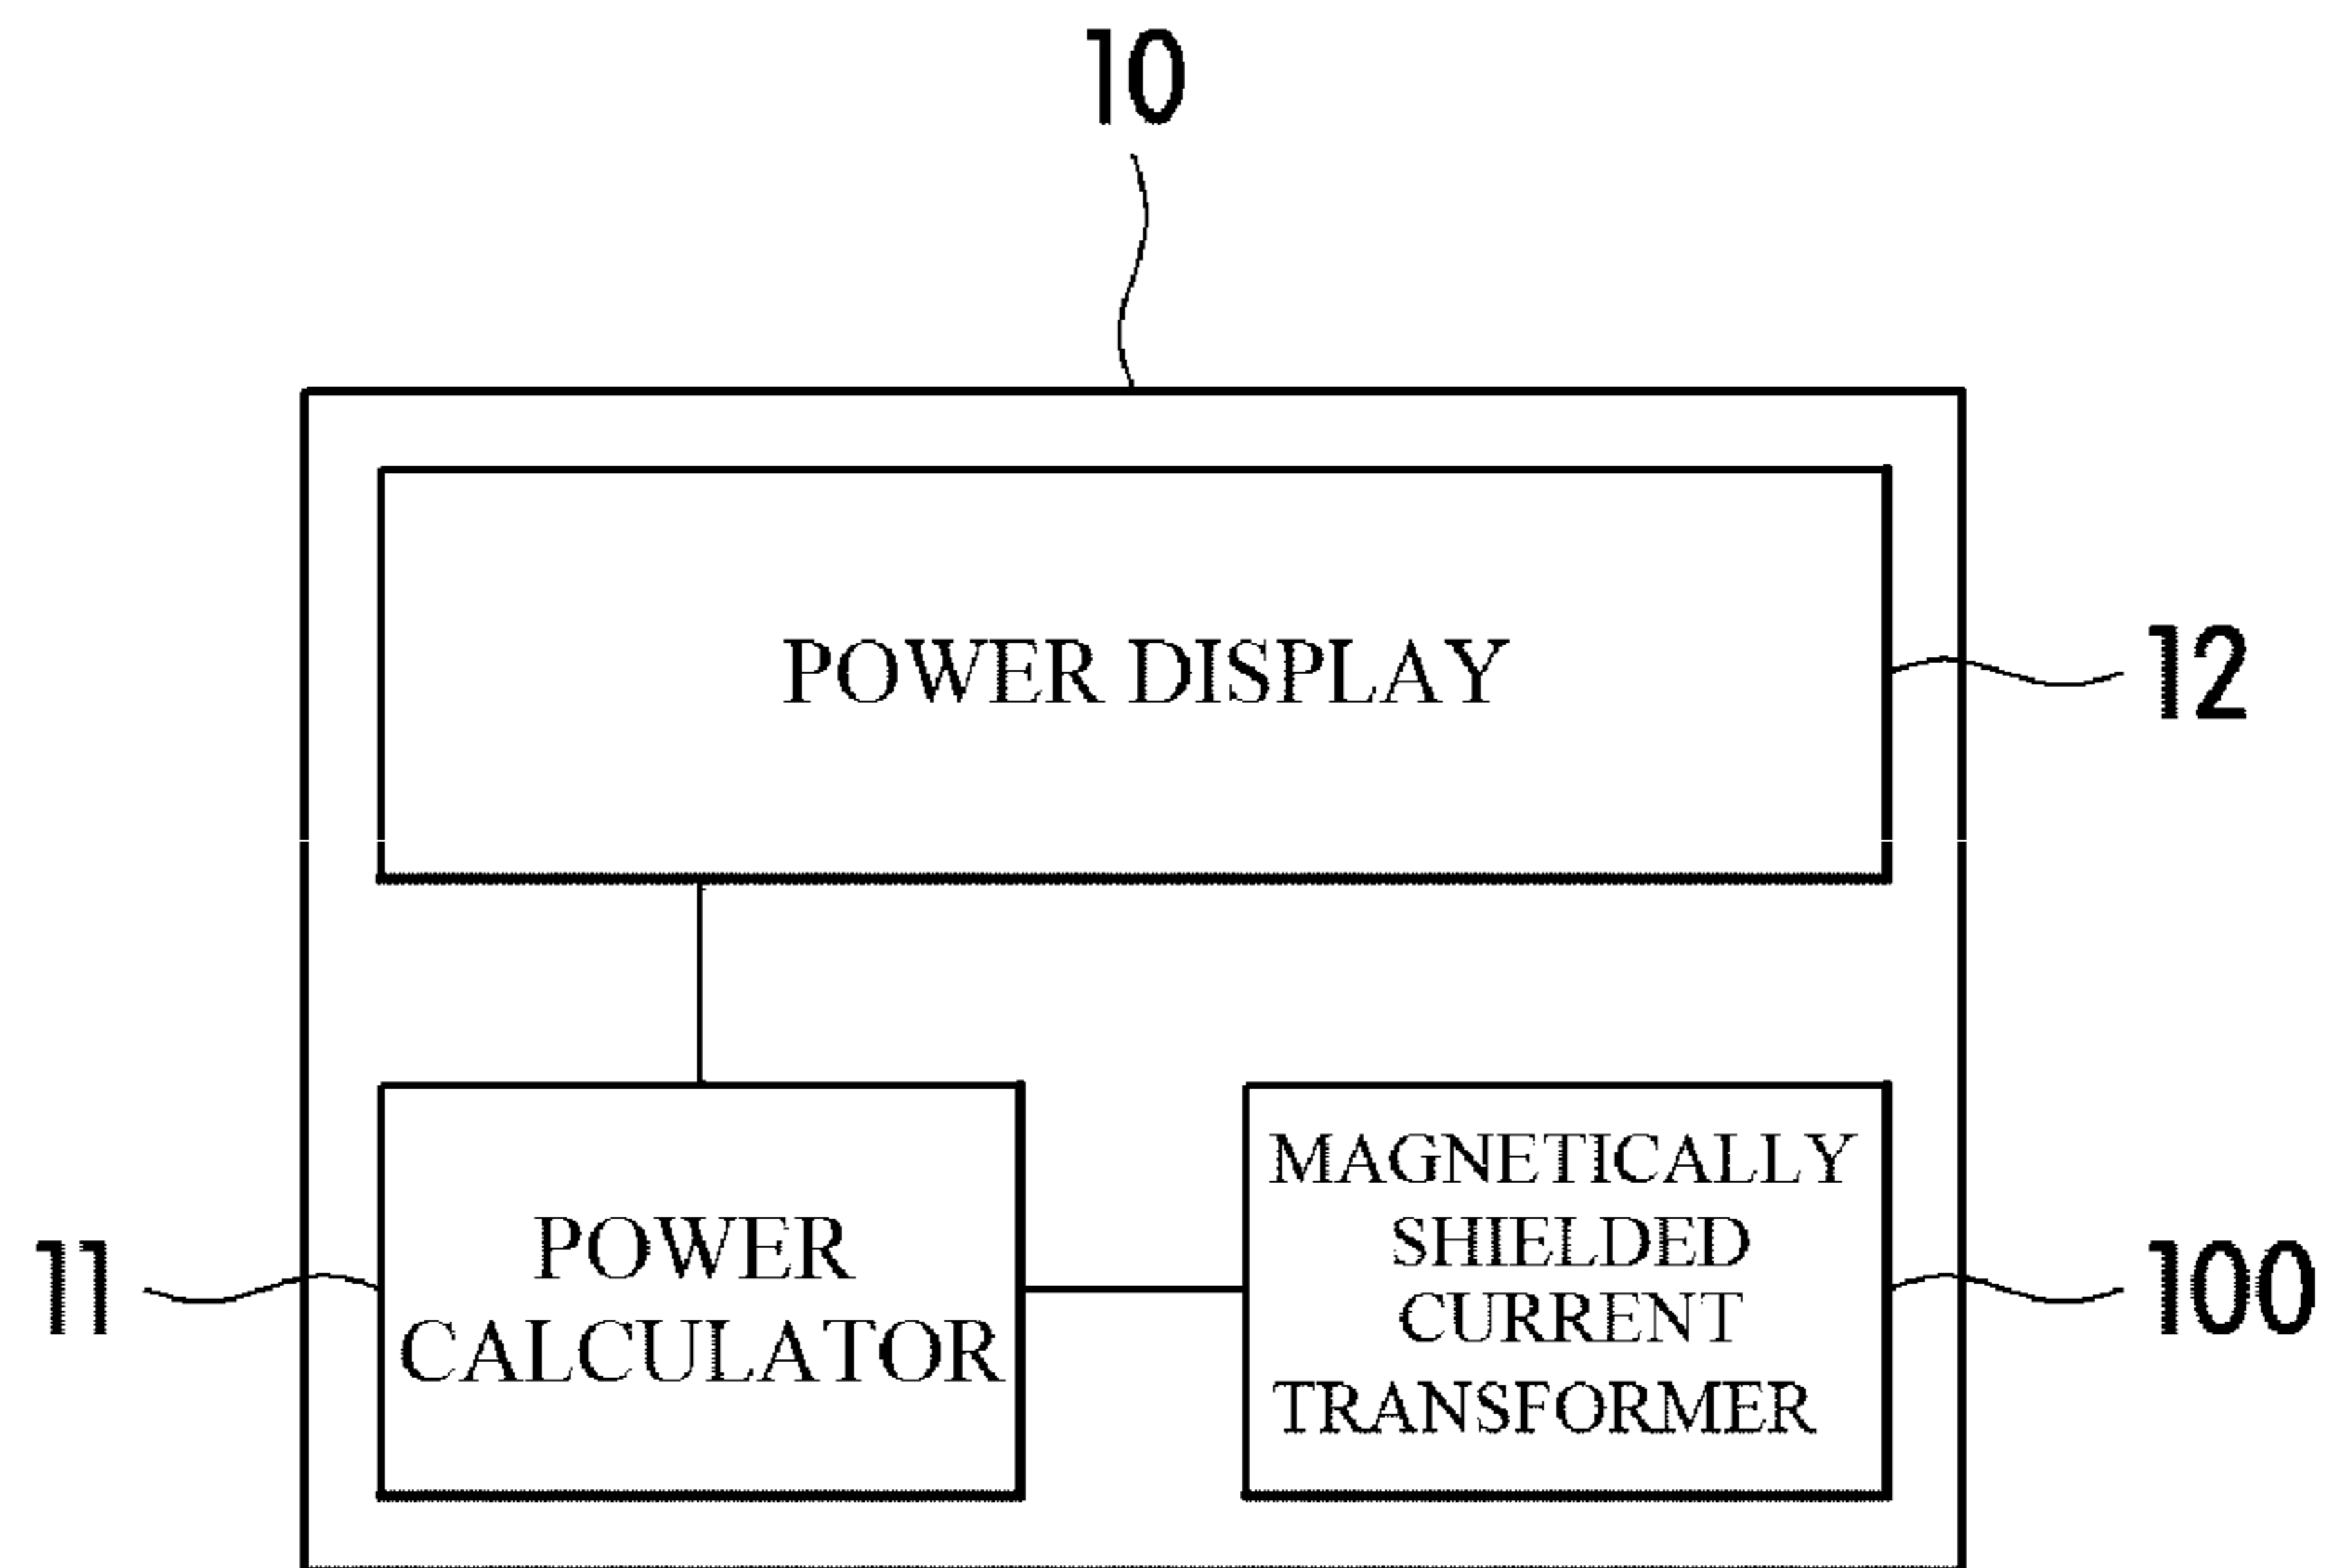 10
POWER DISPLAY
12
11
POWER
CALCULATOR
MAGNETICALLY
SHIELDED
CURRENT
TRANSFORMER
100